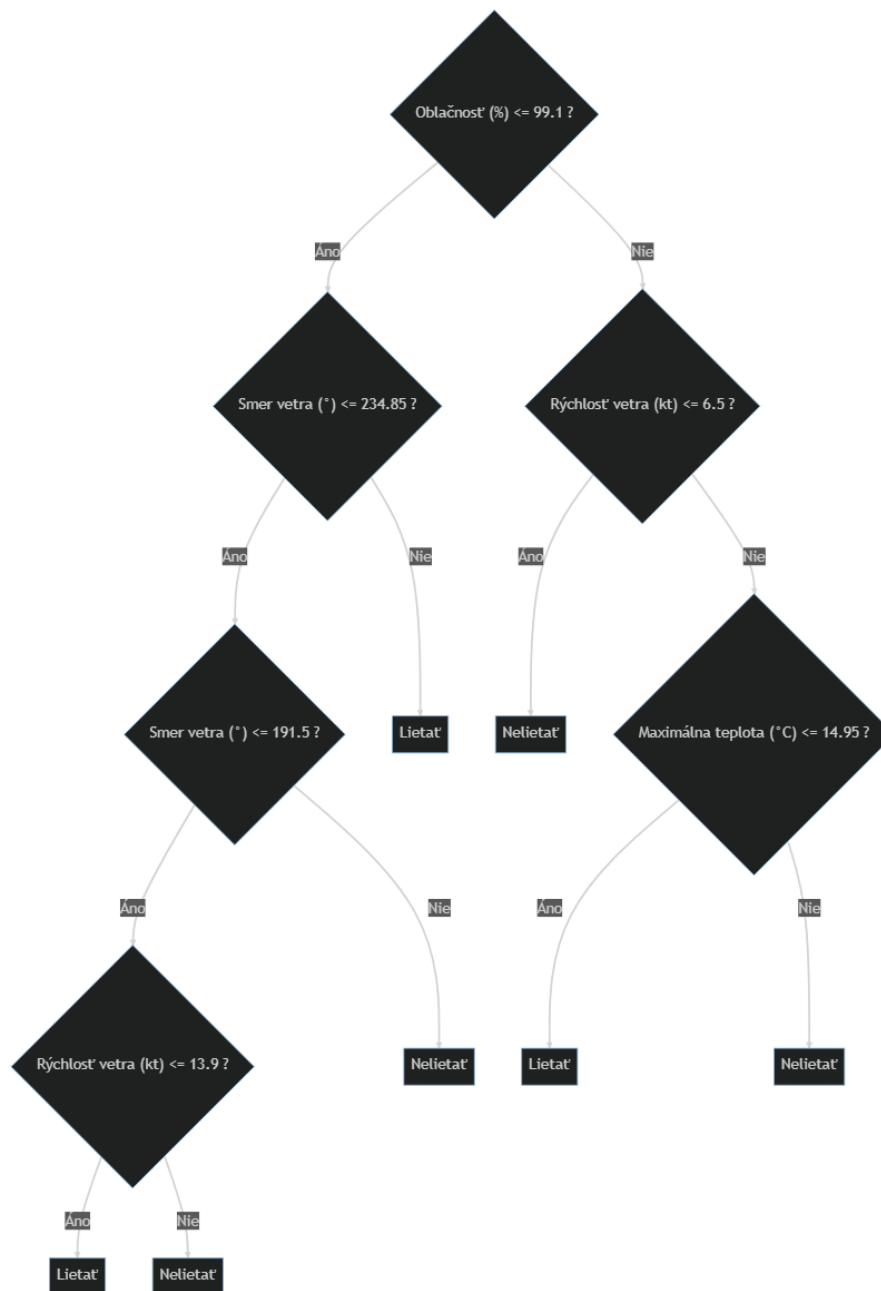 Oblačnosť (%) <= 99.1 ?
Áno
Nie
Smer vetra (°) <= 234.85 ?
Rýchlosť vetra (kt) <= 6.5 ?
Áno
Nie
Áno
Nie
Smer vetra (°) <= 191.5 ?
Lietať
Nelietať
Maximálna teplota (°C) <= 14.95 ?
Áno
Nie
Áno
Nie
Rýchlosť vetra (kt) <= 13.9 ?
Nelietať
Lietať
Nelietať
Áno
Nie
Lietať
Nelietať